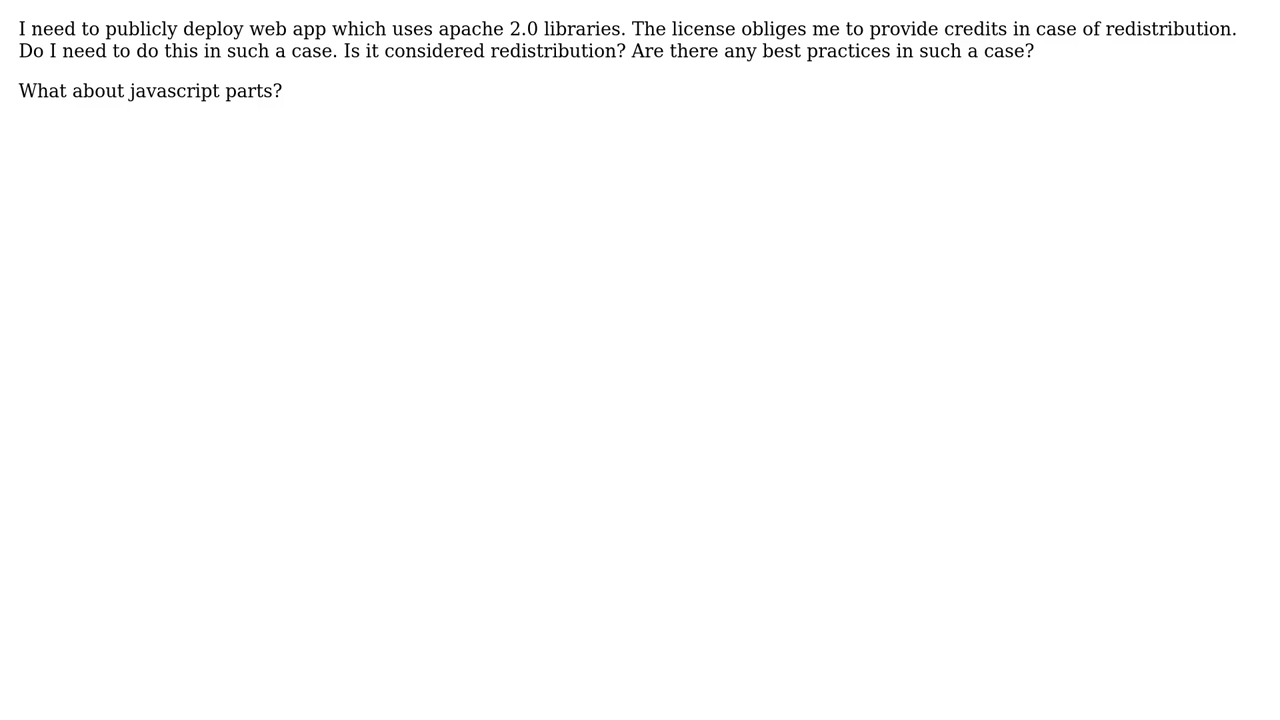 I need to publicly deploy web app which uses apache 2.0 libraries. The license obliges me to provide credits in case of redistribution.
Do I need to do this in such a case. Is it considered redistribution? Are there any best practices in such a case?
What about javascript parts?